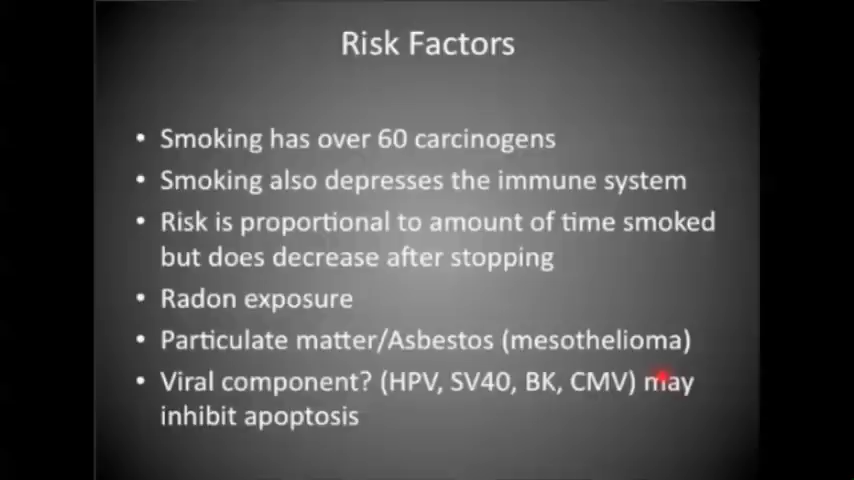 Risk Factors
• Smoking has over 60 carcinogens
• Smoking also depresses the immune system
• Risk is proportional to amount of time smoked
but does decrease after stopping
• Radon exposure
• Particulate matter/Asbestos (mesothelioma)
• Viral component? (HPV, SV40, BK, CMV) may
inhibit apoptosis